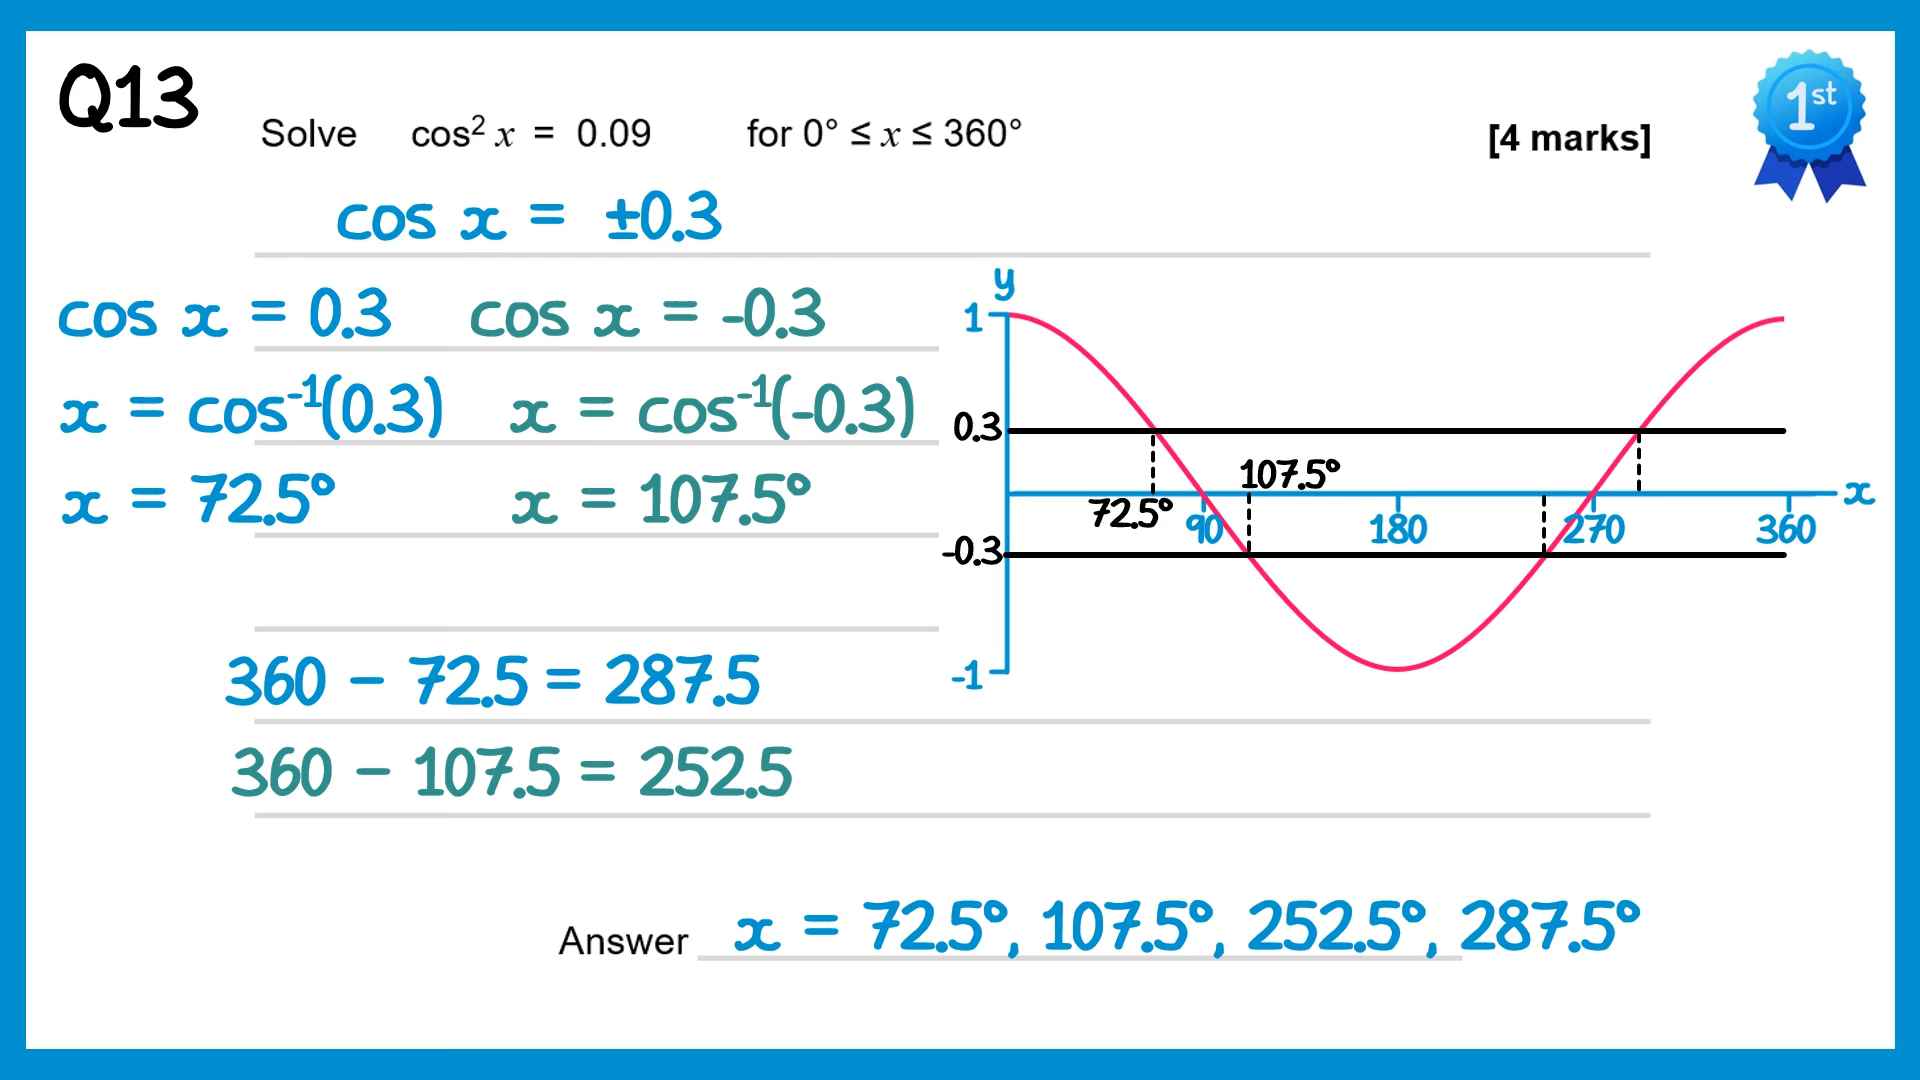 Q13
Solve cos² x = 0.09 for 0° ≤ x ≤ 360° [4 marks]
1st
cos x = ±0.3
cos x = 0.3 cos x = -0.3
x = cos⁻¹(0.3) x = cos⁻¹(-0.3)
x = 72.5° x = 107.5°
360 – 72.5 = 287.5
360 – 107.5 = 252.5
y
1
0.3
107.5°
x
72.5° 90 180 270 360
-0.3
-1
Answer x = 72.5°, 107.5°, 252.5°, 287.5°